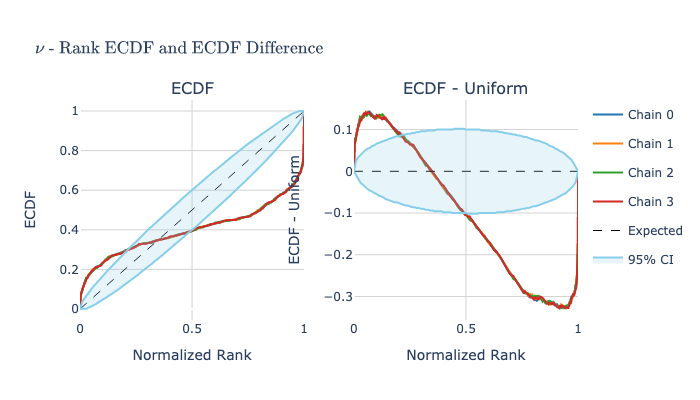 ν - Rank ECDF and ECDF Difference
ECDF
ECDF - Uniform
1
0.8
0.6
0.4
0.2
0
0
0.5
1
ECDF
Normalized Rank
0.1
0
−0.1
−0.2
−0.3
0
0.5
1
ECDF - Uniform
Normalized Rank
Chain 0
Chain 1
Chain 2
Chain 3
Expected
95% CI